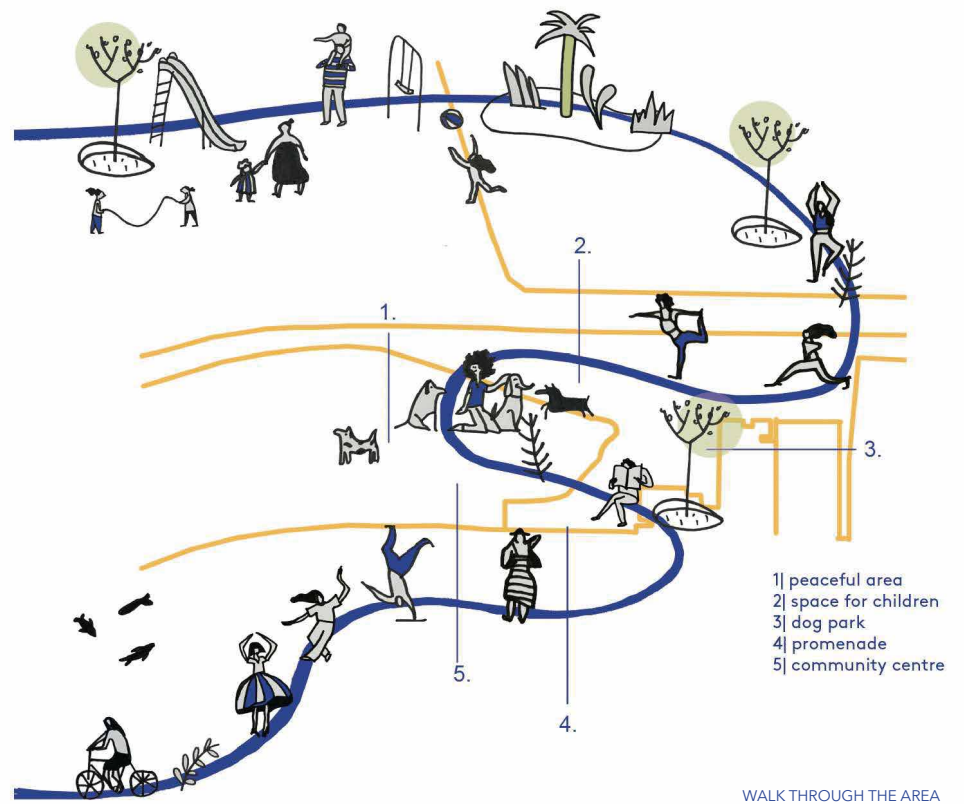 2.
1.
3.
1| peaceful area
2| space for children
3| dog park
4| promenade
5| community centre
5.
4.
WALK THROUGH THE AREA